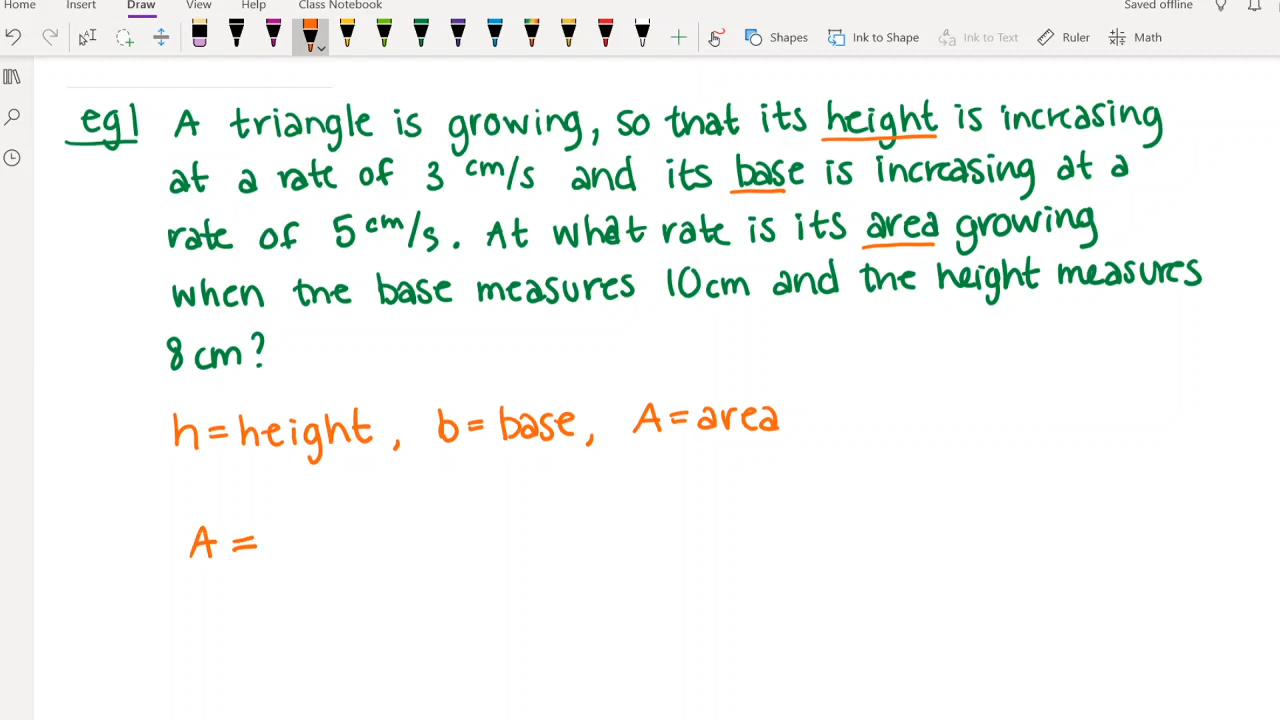 Home Insert Draw View Help Class Notebook Saved offline
Shapes Ink to Shape Ink to Text Ruler Math
eg1 A triangle is growing, so that its height is increasing
at a rate of 3 cm/s and its base is increasing at a
rate of 5 cm/s. At what rate is its area growing
when the base measures 10cm and the height measures
8cm?
h = height, b = base, A = area
A =